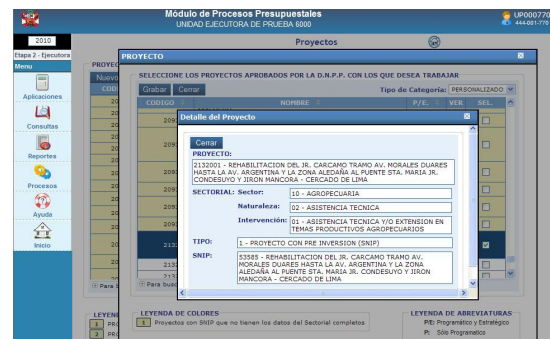 Módulo de Procesos Presupuestales
UNIDAD EJECUTORA DE PRUEBA 6000
UP000770
2010
Etapa 2 - Ejecutora
Menu
Aplicaciones
Consultas
Reportes
Procesos
Ayuda
Inicio
Proyectos
PROYECTO
Nuevo
SELECCIONE LOS PROYECTOS APROBADOS POR LA D.N.P.P. CON LOS QUE DESEA TRABAJAR
Grabar Cerrar
Tipo de Categoría: PERSONALIZADO
CODIGO NOMBRE P/E. VER SEL.
Detalle del Proyecto
Cerrar
PROYECTO:
2132001 - REHABILITACION DEL JR. CARCAMO TRAMO AV. MORALES DUARES
HASTA LA AV. ARGENTINA Y LA ZONA ALEDAÑA AL PUENTE STA. MARIA JR.
CONDESUYO Y JIRON MANCORA - CERCADO DE LIMA
SECTORIAL: Sector: 10 - AGROPECUARIA
Naturaleza: 02 - ASISTENCIA TECNICA
Intervención: 01 - ASISTENCIA TECNICA Y/O EXTENSION EN
TEMAS PRODUCTIVOS AGROPECUARIOS
TIPO: 1 - PROYECTO CON PRE INVERSION (SNIP)
SNIP: 53585 - REHABILITACION DEL JR. CARCAMO TRAMO AV.
MORALES DUARES HASTA LA AV. ARGENTINA Y LA ZONA
ALEDAÑA AL PUENTE STA. MARIA JR. CONDESUYO Y JIRON
MANCORA - CERCADO DE LIMA
LEYENDA DE COLORES
1 Proyectos con SNIP que no tienen los datos del Sectorial completos
LEYENDA DE ABREVIATURAS
P/E: Programático y Estratégico
P: Sólo Programatico